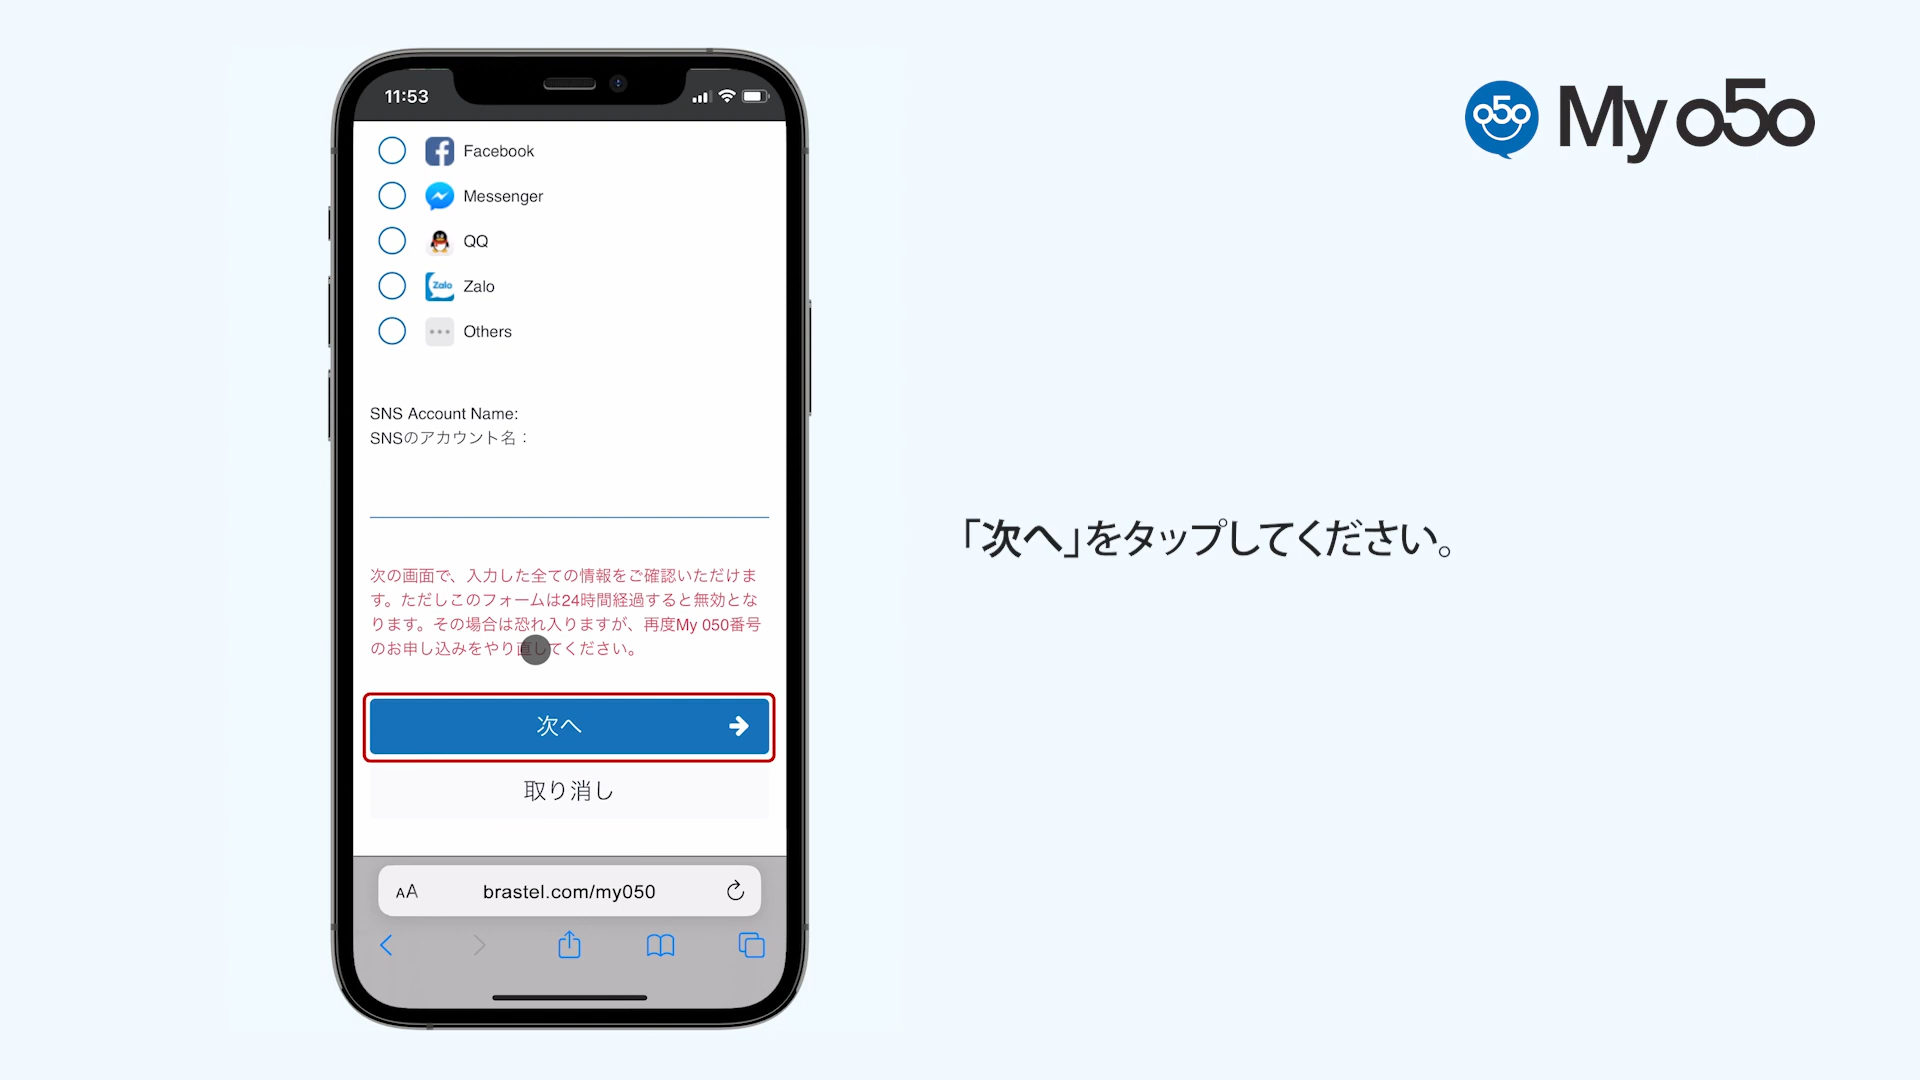 11:53
Facebook
Messenger
QQ
Zalo
Zalo
Others
SNS Account Name:
SNSのアカウント名：
次の画面で、入力した全ての情報をご確認いただけま
す。ただしこのフォームは24時間経過すると無効とな
ります。その場合は恐れ入りますが、再度My 050番号
のお申し込みをやり直してください。
次へ
取り消し
AA
brastel.com/my050
050
My 050
「次へ」をタップしてください。